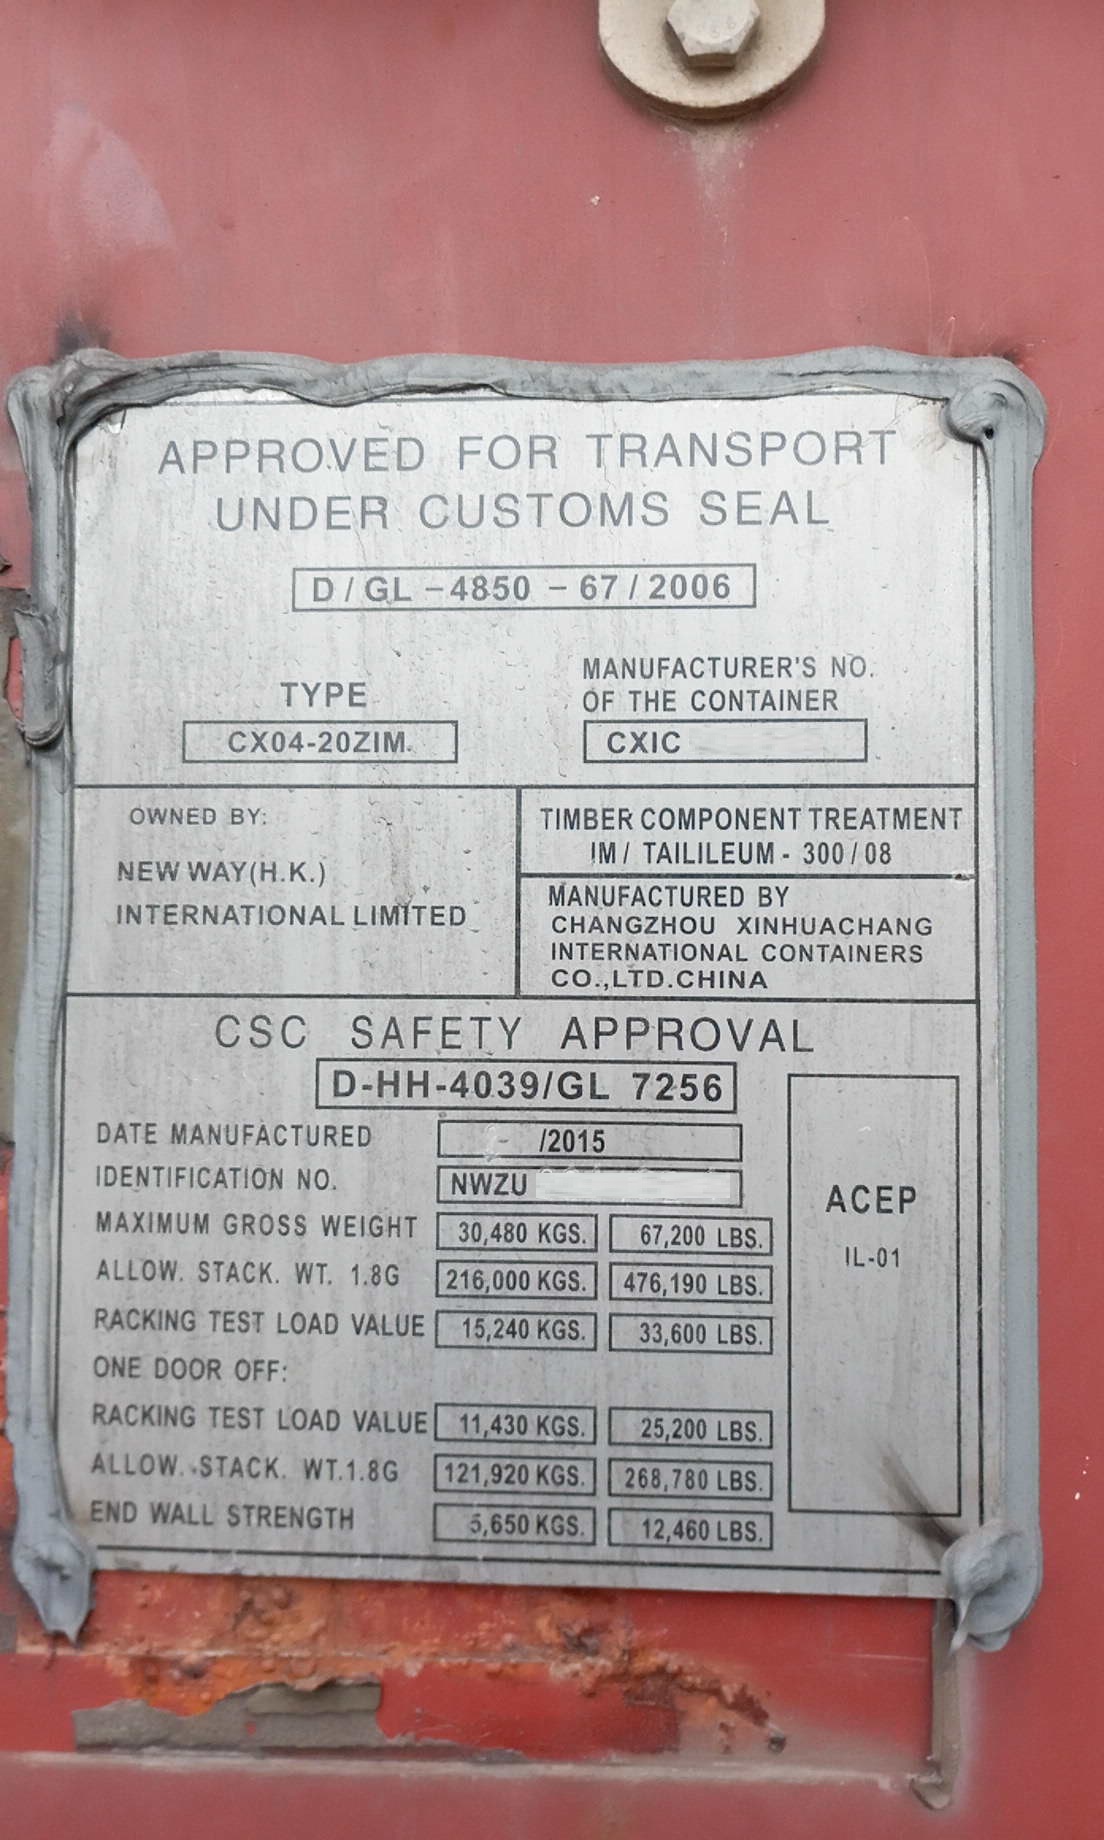 APPROVED FOR TRANSPORT
UNDER CUSTOMS SEAL
D/GL-4850-67/2006
TYPE
CX04-20ZIM.
MANUFACTURER'S NO.
OF THE CONTAINER
CXIC
OWNED BY:
NEW WAY(H.K.)
INTERNATIONAL LIMITED
TIMBER COMPONENT TREATMENT
IM/ TAILILEUM - 300/08
MANUFACTURED BY
CHANGZHOU XINHUACHANG
INTERNATIONAL CONTAINERS
CO.,LTD.CHINA
CSC SAFETY APPROVAL
D-HH-4039/GL 7256
DATE MANUFACTURED /2015
IDENTIFICATION NO. NWZU
MAXIMUM GROSS WEIGHT 30,480 KGS. 67,200 LBS.
ALLOW. STACK. WT. 1.8G 216,000 KGS. 476,190 LBS.
RACKING TEST LOAD VALUE 15,240 KGS. 33,600 LBS.
ONE DOOR OFF:
RACKING TEST LOAD VALUE 11,430 KGS. 25,200 LBS.
ALLOW. STACK. WT.1.8G 121,920 KGS. 268,780 LBS.
END WALL STRENGTH 5,650 KGS. 12,460 LBS.
ACEP
IL-01